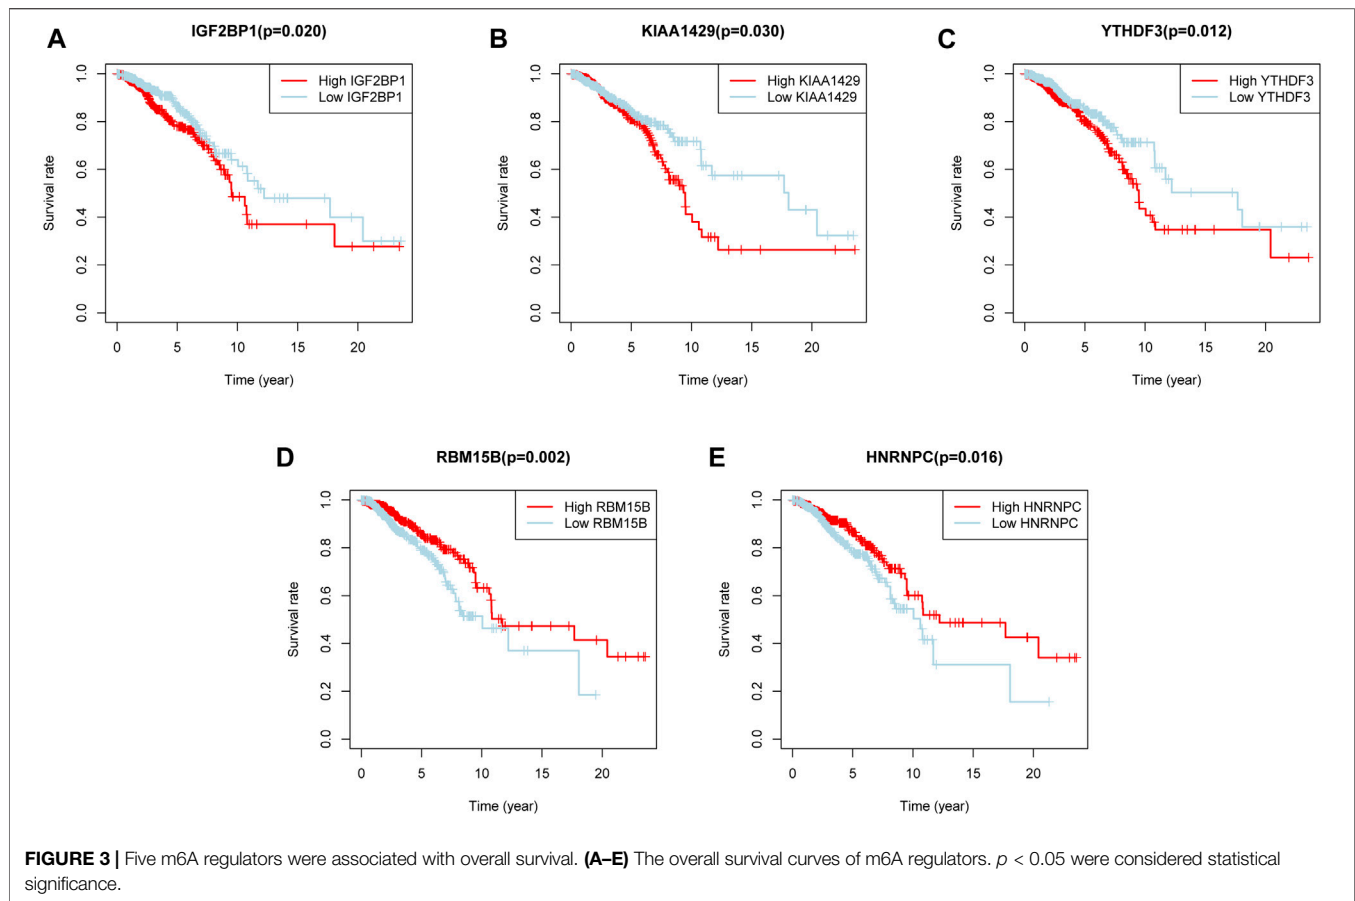 A
IGF2BP1(p=0.020)
High IGF2BP1
Low IGF2BP1
Survival rate
1.0
0.8
0.6
0.4
0.2
0.0
0 5 10 15 20
Time (year)
B
KIAA1429(p=0.030)
High KIAA1429
Low KIAA1429
Survival rate
1.0
0.8
0.6
0.4
0.2
0.0
0 5 10 15 20
Time (year)
C
YTHDF3(p=0.012)
High YTHDF3
Low YTHDF3
Survival rate
1.0
0.8
0.6
0.4
0.2
0.0
0 5 10 15 20
Time (year)
D
RBM15B(p=0.002)
High RBM15B
Low RBM15B
Survival rate
1.0
0.8
0.6
0.4
0.2
0.0
0 5 10 15 20
Time (year)
E
HNRNPC(p=0.016)
High HNRNPC
Low HNRNPC
Survival rate
1.0
0.8
0.6
0.4
0.2
0.0
0 5 10 15 20
Time (year)
FIGURE 3 | Five m6A regulators were associated with overall survival. (A–E) The overall survival curves of m6A regulators. p < 0.05 were considered statistical
significance.